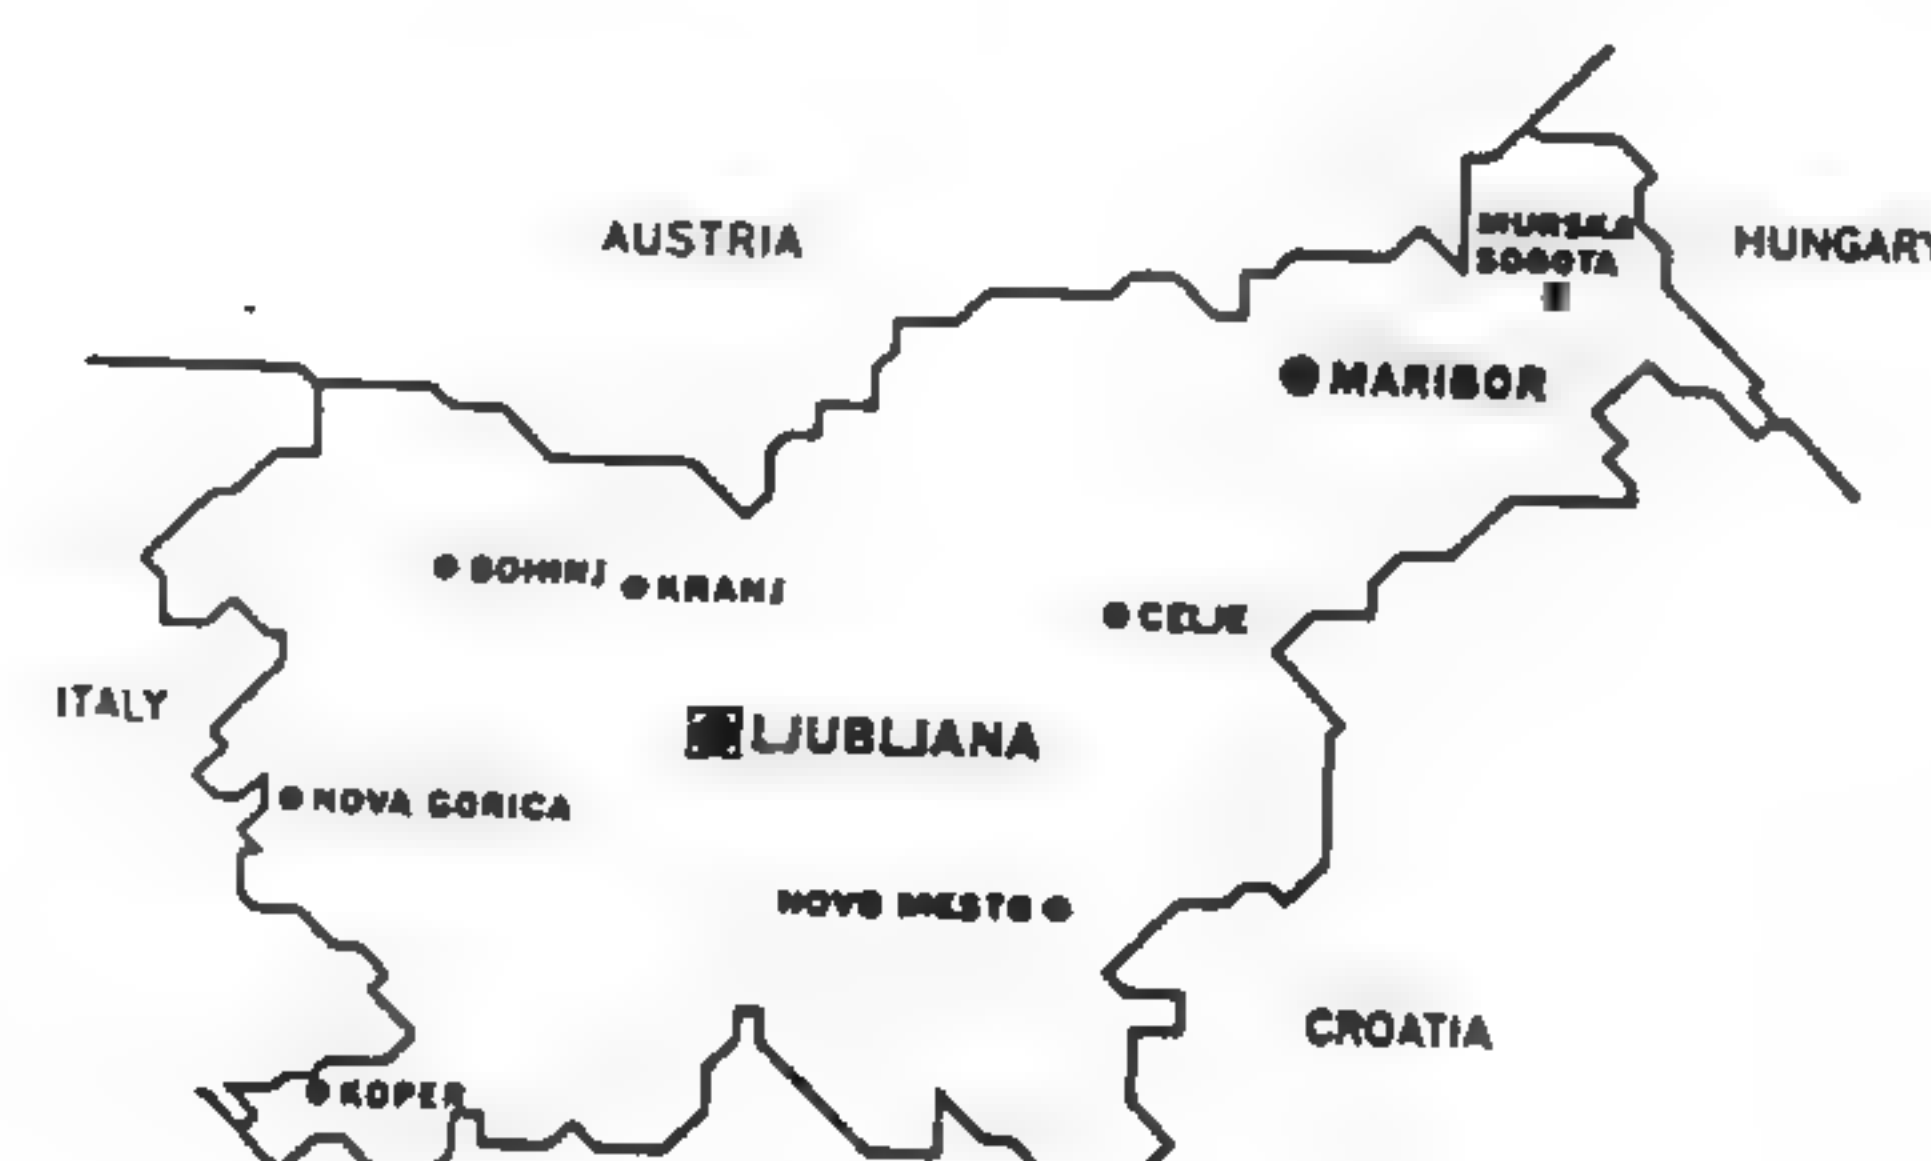 AUSTRIA
MURSKA
SOBOTA
HUNGARY
MARIBOR
BOHINJ
KRANJ
CELJE
ITALY
LJUBLJANA
NOVA GORICA
NOVO MESTO
CROATIA
KOPER